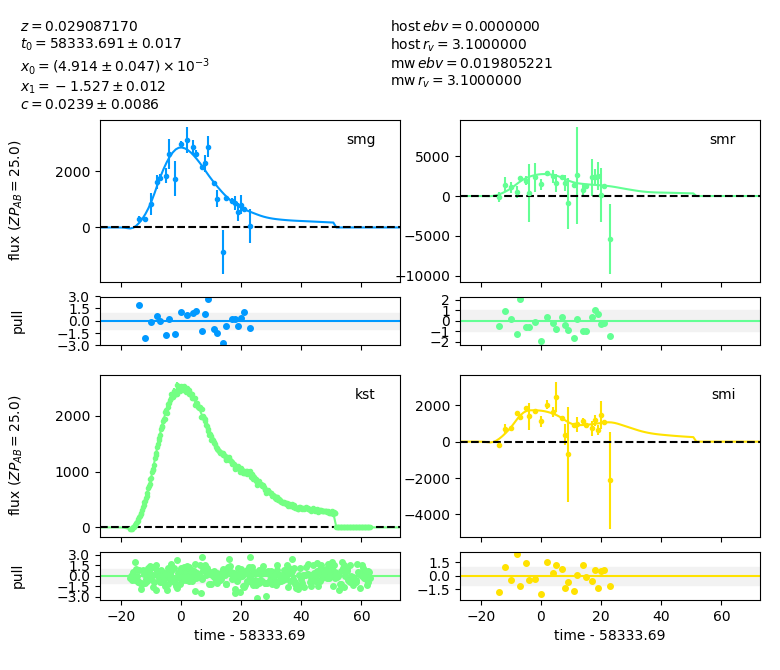 z = 0.029087170
t₀ = 58333.691 ± 0.017
x₀ = (4.914 ± 0.047) × 10⁻³
x₁ = −1.527 ± 0.012
c = 0.0239 ± 0.0086
host ebv = 0.0000000
host r_v = 3.1000000
mw ebv = 0.019805221
mw r_v = 3.1000000
smg
flux (ZP_AB = 25.0)
2000
0
pull
3.0
1.5
0.0
−1.5
−3.0
smr
5000
0
−5000
−10000
2
1
0
−1
−2
kst
flux (ZP_AB = 25.0)
2000
1000
0
pull
3.0
1.5
0.0
−1.5
−3.0
−20 0 20 40 60
time - 58333.69
smi
2000
0
−2000
−4000
1.5
0.0
−1.5
−20 0 20 40 60
time - 58333.69